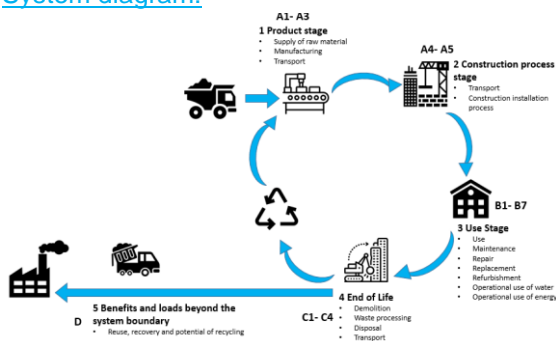 System diagram:
A1- A3
1 Product stage
• Supply of raw material
• Manufacturing
• Transport
A4- A5
2 Construction process
stage
• Transport
• Construction installation
process
B1- B7
3 Use Stage
• Use
• Maintenance
• Repair
• Replacement
• Refurbishment
• Operational use of water
• Operational use of energy
4 End of Life
C1- C4
• Demolition
• Waste processing
• Disposal
• Transport
5 Benefits and loads beyond the
D system boundary
• Reuse, recovery and potential of recycling